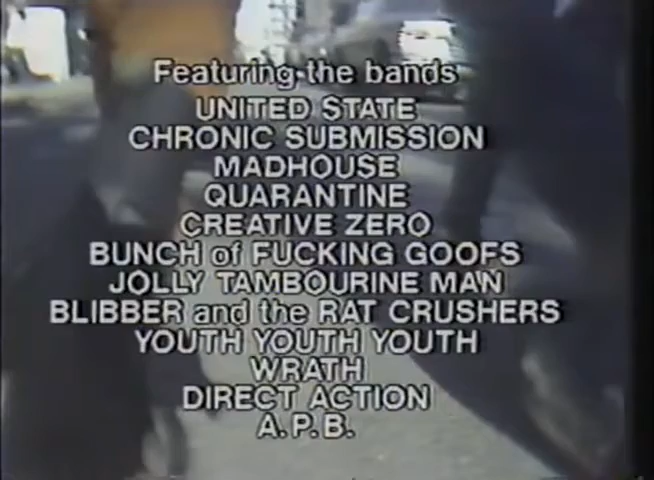 Featuring the bands
UNITED STATE
CHRONIC SUBMISSION
MADHOUSE
QUARANTINE
CREATIVE ZERO
BUNCH of FUCKING GOOFS
JOLLY TAMBOURINE MAN
BLIBBER and the RAT CRUSHERS
YOUTH YOUTH YOUTH
WRATH
DIRECT ACTION
A.P.B.